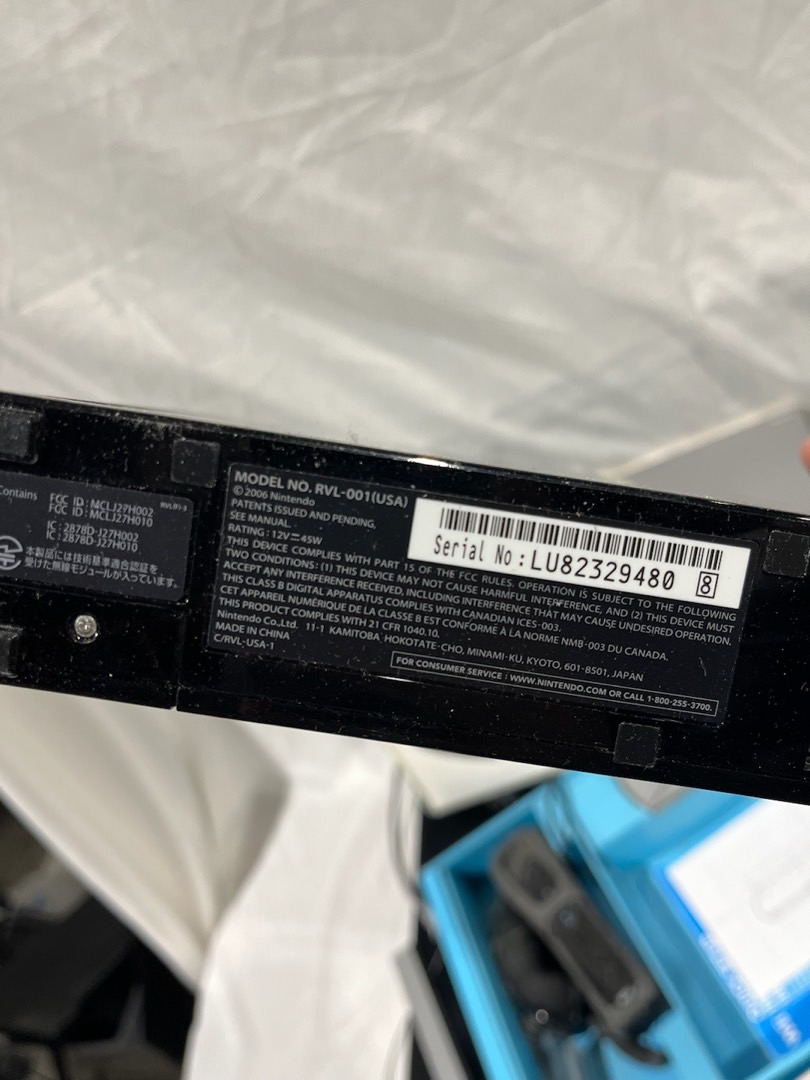 Contains
FCC ID : MCLJ27H002
FCC ID : MCLJ27H010
IC : 2878D-J27H002
IC : 2878D-J27H010
本製品には技術基準適合認証を
受けた無線モジュールが入っています。
MODEL NO. RVL-001(USA)
©2006 Nintendo
PATENTS ISSUED AND PENDING,
SEE MANUAL.
RATING : 12V⎓45W
Serial No:LU82329480 8
THIS DEVICE COMPLIES WITH PART 15 OF THE FCC RULES. OPERATION IS SUBJECT TO THE FOLLOWING
TWO CONDITIONS: (1) THIS DEVICE MAY NOT CAUSE HARMFUL INTERFERENCE, AND (2) THIS DEVICE MUST
ACCEPT ANY INTERFERENCE RECEIVED, INCLUDING INTERFERENCE THAT MAY CAUSE UNDESIRED OPERATION.
THIS CLASS B DIGITAL APPARATUS COMPLIES WITH CANADIAN ICES-003.
CET APPAREIL NUMÉRIQUE DE LA CLASSE B EST CONFORME À LA NORME NMB-003 DU CANADA.
THIS PRODUCT COMPLIES WITH 21 CFR 1040.10.
Nintendo Co.,Ltd. 11-1 KAMITOBA, HOKOTATE-CHO, MINAMI-KU, KYOTO, 601-8501, JAPAN
MADE IN CHINA
C/RVL-USA-1
FOR CONSUMER SERVICE : WWW.NINTENDO.COM OR CALL 1-800-255-3700.